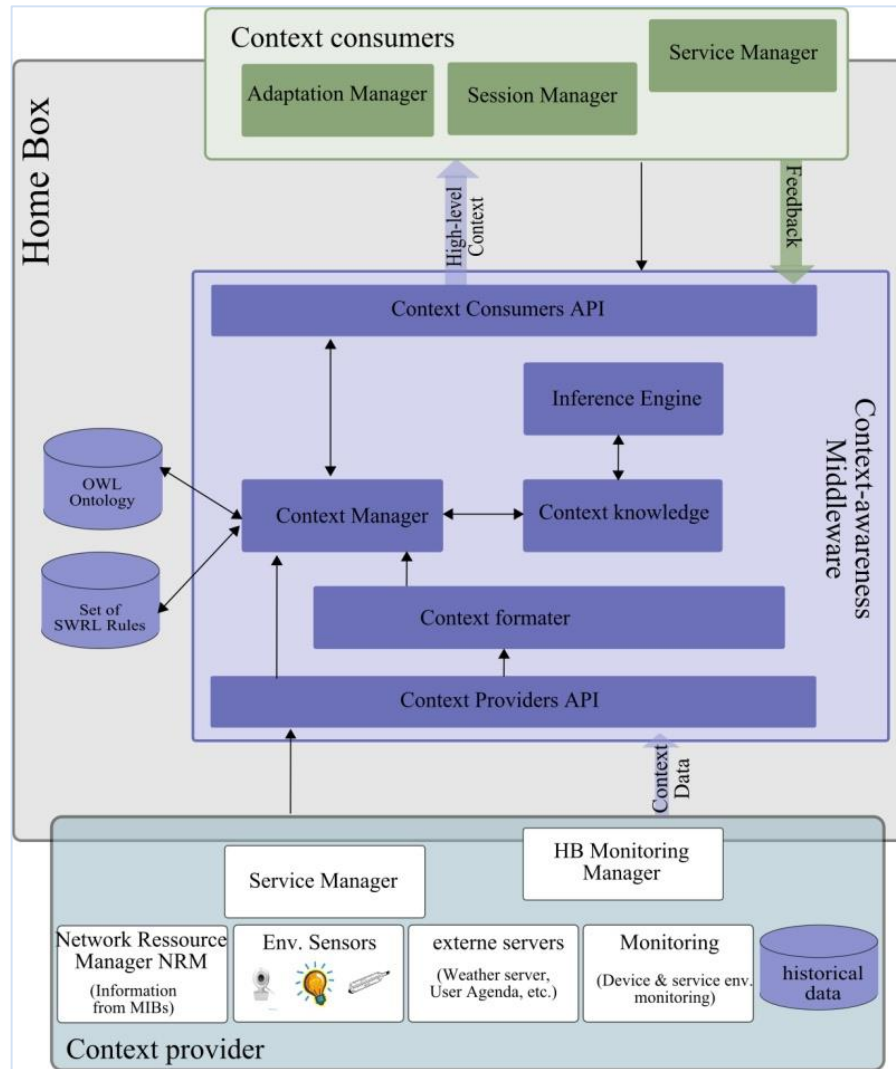 Context consumers
Service Manager
Adaptation Manager
Session Manager
Home Box
High-level
Context
Feedback
Context Consumers API
Inference Engine
Context-awareness
Middleware
OWL
Ontology
Context Manager
Context knowledge
Set of
SWRL Rules
Context formater
Context Providers API
Context
Data
HB Monitoring
Manager
Service Manager
Network Ressource
Manager NRM
(Information
from MIBs)
Env. Sensors
externe servers
(Weather server,
User Agenda, etc.)
Monitoring
(Device & service env.
monitoring)
historical
data
Context provider